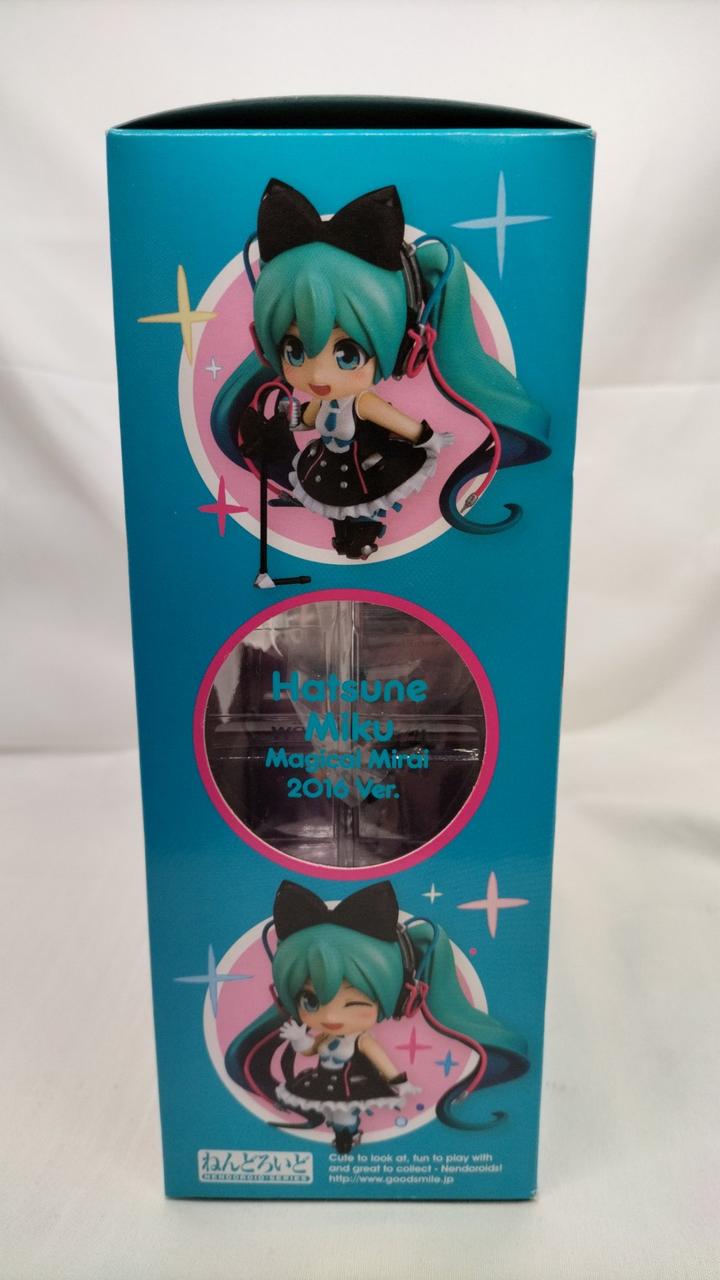 Hatsune
Miku
Magical Mirai
2016 Ver.
ねんどろいど
NENDOROID SERIES
Cute to look at, fun to play with
and great to collect - Nendoroids!
http://www.goodsmile.jp